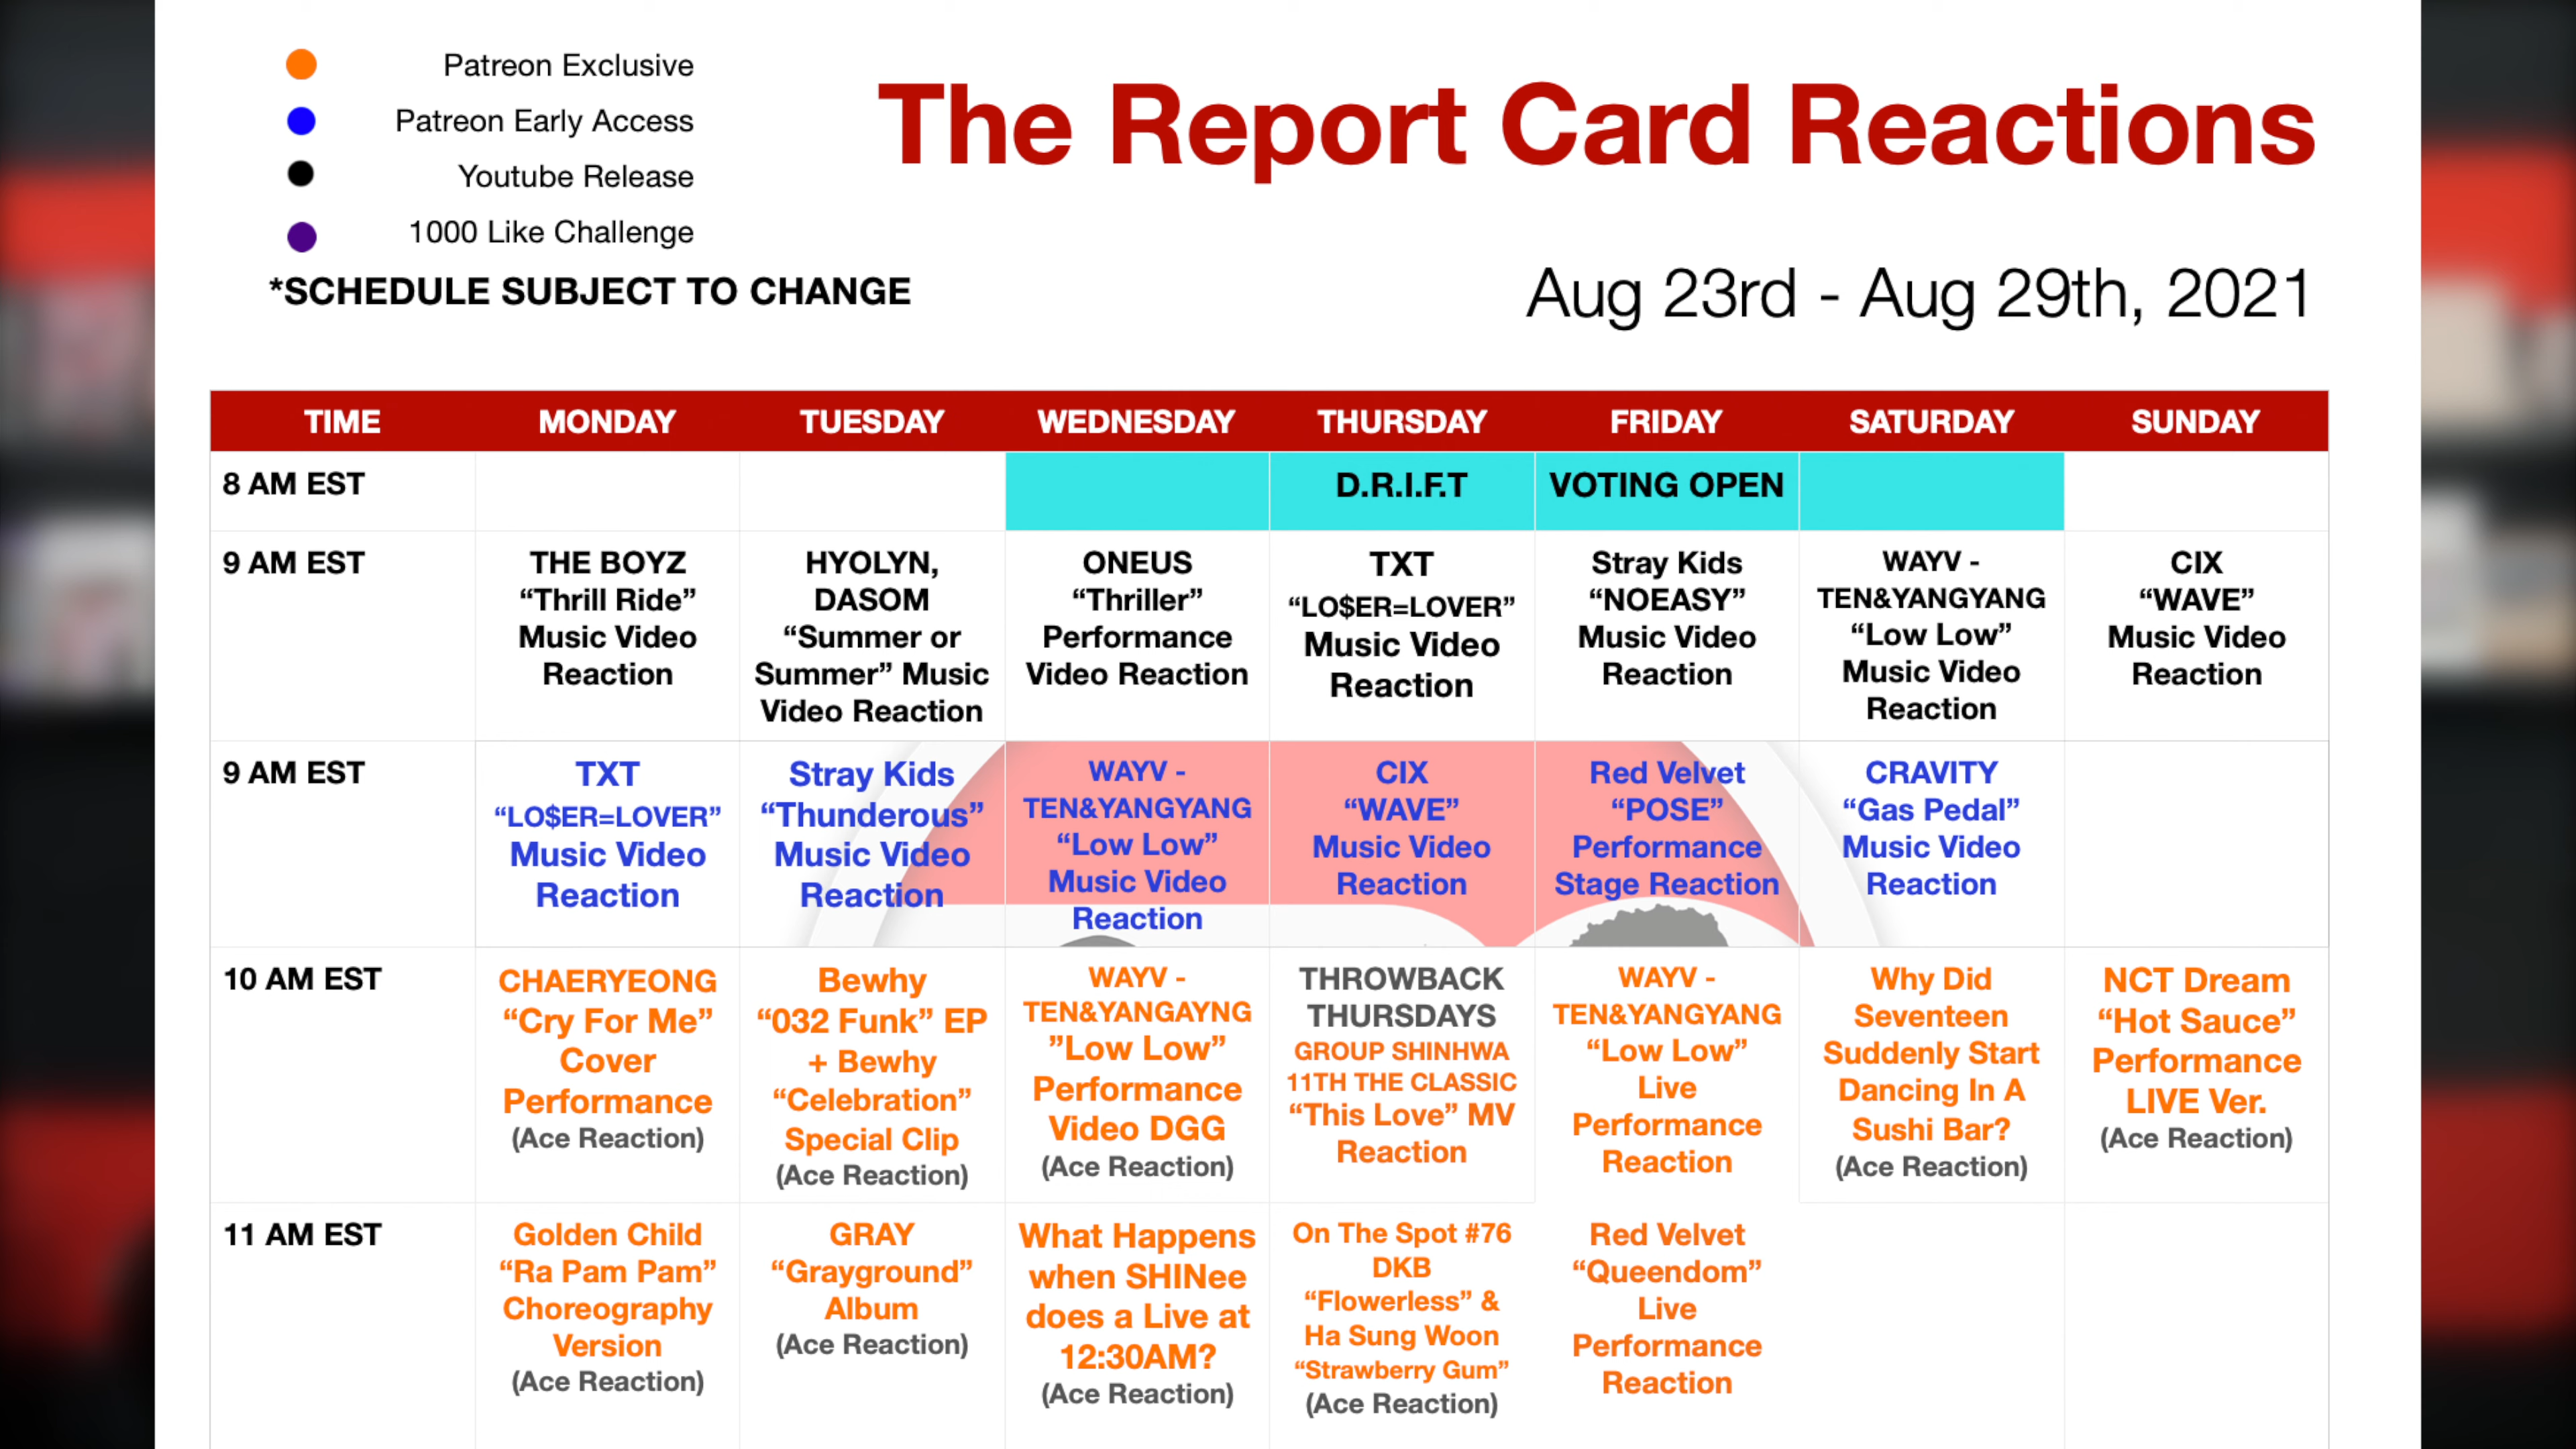 Patreon Exclusive
Patreon Early Access
Youtube Release
1000 Like Challenge
*SCHEDULE SUBJECT TO CHANGE
The Report Card Reactions
Aug 23rd - Aug 29th, 2021
TIME
MONDAY
TUESDAY
WEDNESDAY
THURSDAY
FRIDAY
SATURDAY
SUNDAY
8 AM EST
D.R.I.F.T
VOTING OPEN
9 AM EST
THE BOYZ
“Thrill Ride”
Music Video
Reaction
HYOLYN,
DASOM
“Summer or
Summer” Music
Video Reaction
ONEUS
“Thriller”
Performance
Video Reaction
TXT
“LO$ER=LOVER”
Music Video
Reaction
Stray Kids
“NOEASY”
Music Video
Reaction
WAYV -
TEN&YANGYANG
“Low Low”
Music Video
Reaction
CIX
“WAVE”
Music Video
Reaction
9 AM EST
TXT
“LO$ER=LOVER”
Music Video
Reaction
Stray Kids
“Thunderous”
Music Video
Reaction
WAYV -
TEN&YANGYANG
“Low Low”
Music Video
Reaction
CIX
“WAVE”
Music Video
Reaction
Red Velvet
“POSE”
Performance
Stage Reaction
CRAVITY
“Gas Pedal”
Music Video
Reaction
10 AM EST
CHAERYEONG
“Cry For Me”
Cover
Performance
(Ace Reaction)
Bewhy
“032 Funk” EP
+ Bewhy
“Celebration”
Special Clip
(Ace Reaction)
WAYV -
TEN&YANGAYNG
”Low Low”
Performance
Video DGG
(Ace Reaction)
THROWBACK
THURSDAYS
GROUP SHINHWA
11TH THE CLASSIC
“This Love” MV
Reaction
WAYV -
TEN&YANGYANG
“Low Low”
Live
Performance
Reaction
Why Did
Seventeen
Suddenly Start
Dancing In A
Sushi Bar?
(Ace Reaction)
NCT Dream
“Hot Sauce”
Performance
LIVE Ver.
(Ace Reaction)
11 AM EST
Golden Child
“Ra Pam Pam”
Choreography
Version
(Ace Reaction)
GRAY
“Grayground”
Album
(Ace Reaction)
What Happens
when SHINee
does a Live at
12:30AM?
(Ace Reaction)
On The Spot #76
DKB
“Flowerless” &
Ha Sung Woon
“Strawberry Gum”
(Ace Reaction)
Red Velvet
“Queendom”
Live
Performance
Reaction